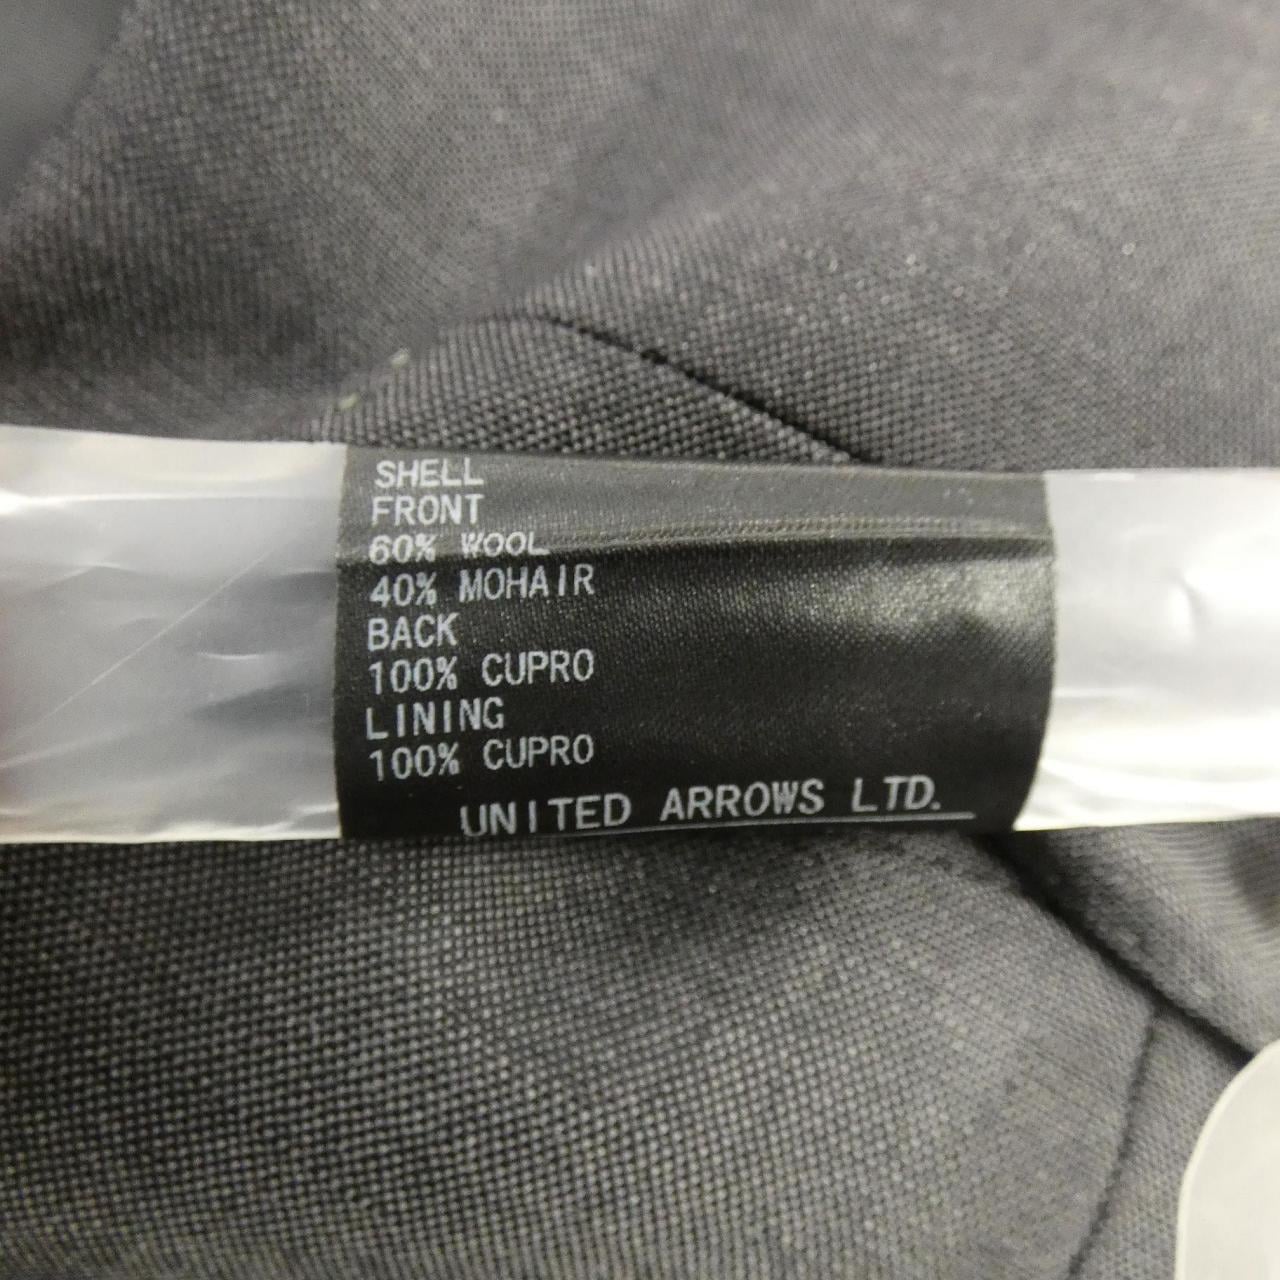 SHELL
FRONT
60% WOOL
40% MOHAIR
BACK
100% CUPRO
LINING
100% CUPRO
UNITED ARROWS LTD.